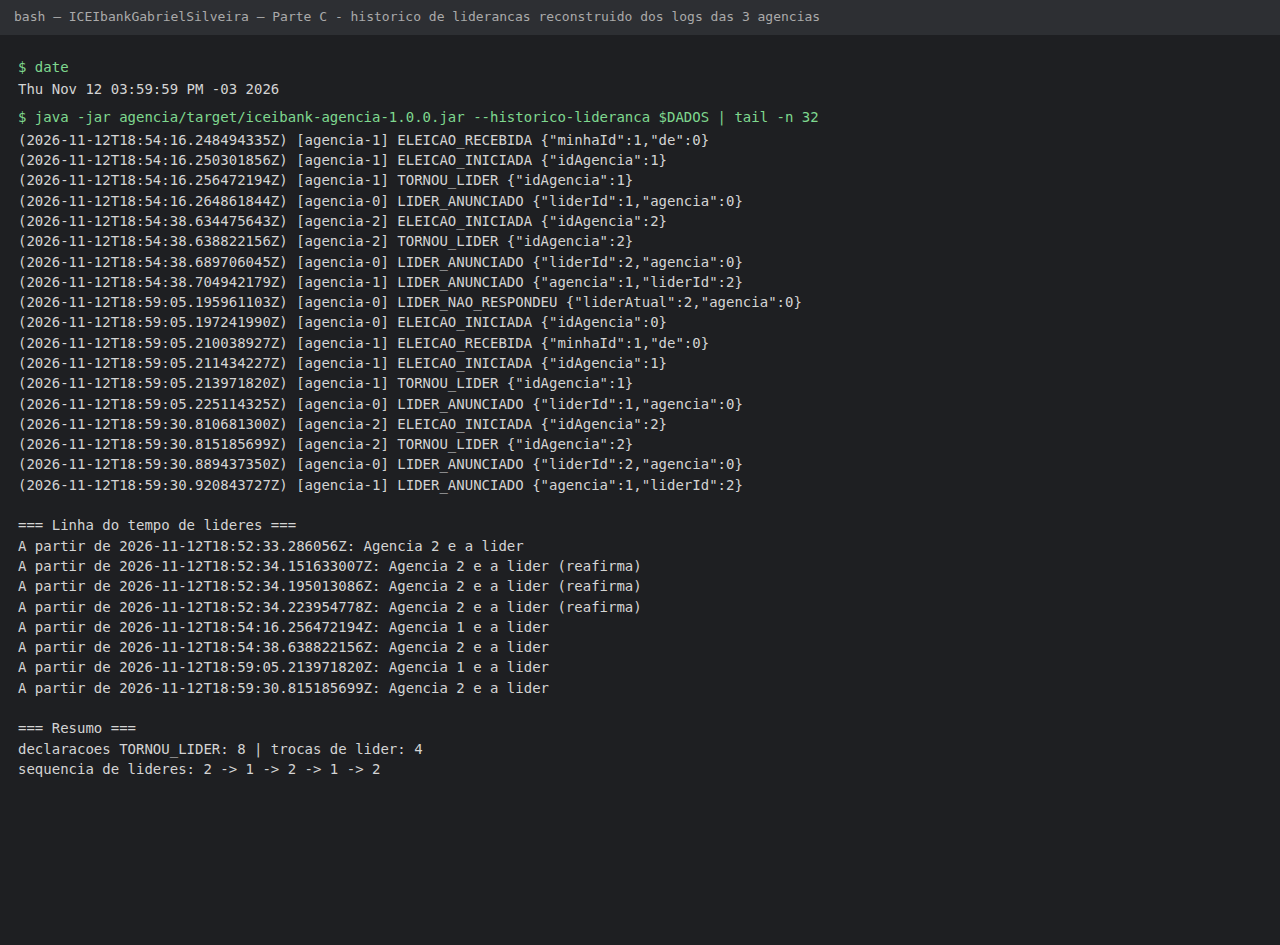 bash — ICEIbankGabrielSilveira — Parte C - historico de liderancas reconstruido dos logs das 3 agencias
$ date
Thu Nov 12 03:59:59 PM -03 2026
$ java -jar agencia/target/iceibank-agencia-1.0.0.jar --historico-lideranca $DADOS | tail -n 32
(2026-11-12T18:54:16.248494335Z) [agencia-1] ELEICAO_RECEBIDA {"minhaId":1,"de":0}
(2026-11-12T18:54:16.250301856Z) [agencia-1] ELEICAO_INICIADA {"idAgencia":1}
(2026-11-12T18:54:16.256472194Z) [agencia-1] TORNOU_LIDER {"idAgencia":1}
(2026-11-12T18:54:16.264861844Z) [agencia-0] LIDER_ANUNCIADO {"liderId":1,"agencia":0}
(2026-11-12T18:54:38.634475643Z) [agencia-2] ELEICAO_INICIADA {"idAgencia":2}
(2026-11-12T18:54:38.638822156Z) [agencia-2] TORNOU_LIDER {"idAgencia":2}
(2026-11-12T18:54:38.689706045Z) [agencia-0] LIDER_ANUNCIADO {"liderId":2,"agencia":0}
(2026-11-12T18:54:38.704942179Z) [agencia-1] LIDER_ANUNCIADO {"agencia":1,"liderId":2}
(2026-11-12T18:59:05.195961103Z) [agencia-0] LIDER_NAO_RESPONDEU {"liderAtual":2,"agencia":0}
(2026-11-12T18:59:05.197241990Z) [agencia-0] ELEICAO_INICIADA {"idAgencia":0}
(2026-11-12T18:59:05.210038927Z) [agencia-1] ELEICAO_RECEBIDA {"minhaId":1,"de":0}
(2026-11-12T18:59:05.211434227Z) [agencia-1] ELEICAO_INICIADA {"idAgencia":1}
(2026-11-12T18:59:05.213971820Z) [agencia-1] TORNOU_LIDER {"idAgencia":1}
(2026-11-12T18:59:05.225114325Z) [agencia-0] LIDER_ANUNCIADO {"liderId":1,"agencia":0}
(2026-11-12T18:59:30.810681300Z) [agencia-2] ELEICAO_INICIADA {"idAgencia":2}
(2026-11-12T18:59:30.815185699Z) [agencia-2] TORNOU_LIDER {"idAgencia":2}
(2026-11-12T18:59:30.889437350Z) [agencia-0] LIDER_ANUNCIADO {"liderId":2,"agencia":0}
(2026-11-12T18:59:30.920843727Z) [agencia-1] LIDER_ANUNCIADO {"agencia":1,"liderId":2}
=== Linha do tempo de lideres ===
A partir de 2026-11-12T18:52:33.286056Z: Agencia 2 e a lider
A partir de 2026-11-12T18:52:34.151633007Z: Agencia 2 e a lider (reafirma)
A partir de 2026-11-12T18:52:34.195013086Z: Agencia 2 e a lider (reafirma)
A partir de 2026-11-12T18:52:34.223954778Z: Agencia 2 e a lider (reafirma)
A partir de 2026-11-12T18:54:16.256472194Z: Agencia 1 e a lider
A partir de 2026-11-12T18:54:38.638822156Z: Agencia 2 e a lider
A partir de 2026-11-12T18:59:05.213971820Z: Agencia 1 e a lider
A partir de 2026-11-12T18:59:30.815185699Z: Agencia 2 e a lider
=== Resumo ===
declaracoes TORNOU_LIDER: 8 | trocas de lider: 4
sequencia de lideres: 2 -> 1 -> 2 -> 1 -> 2